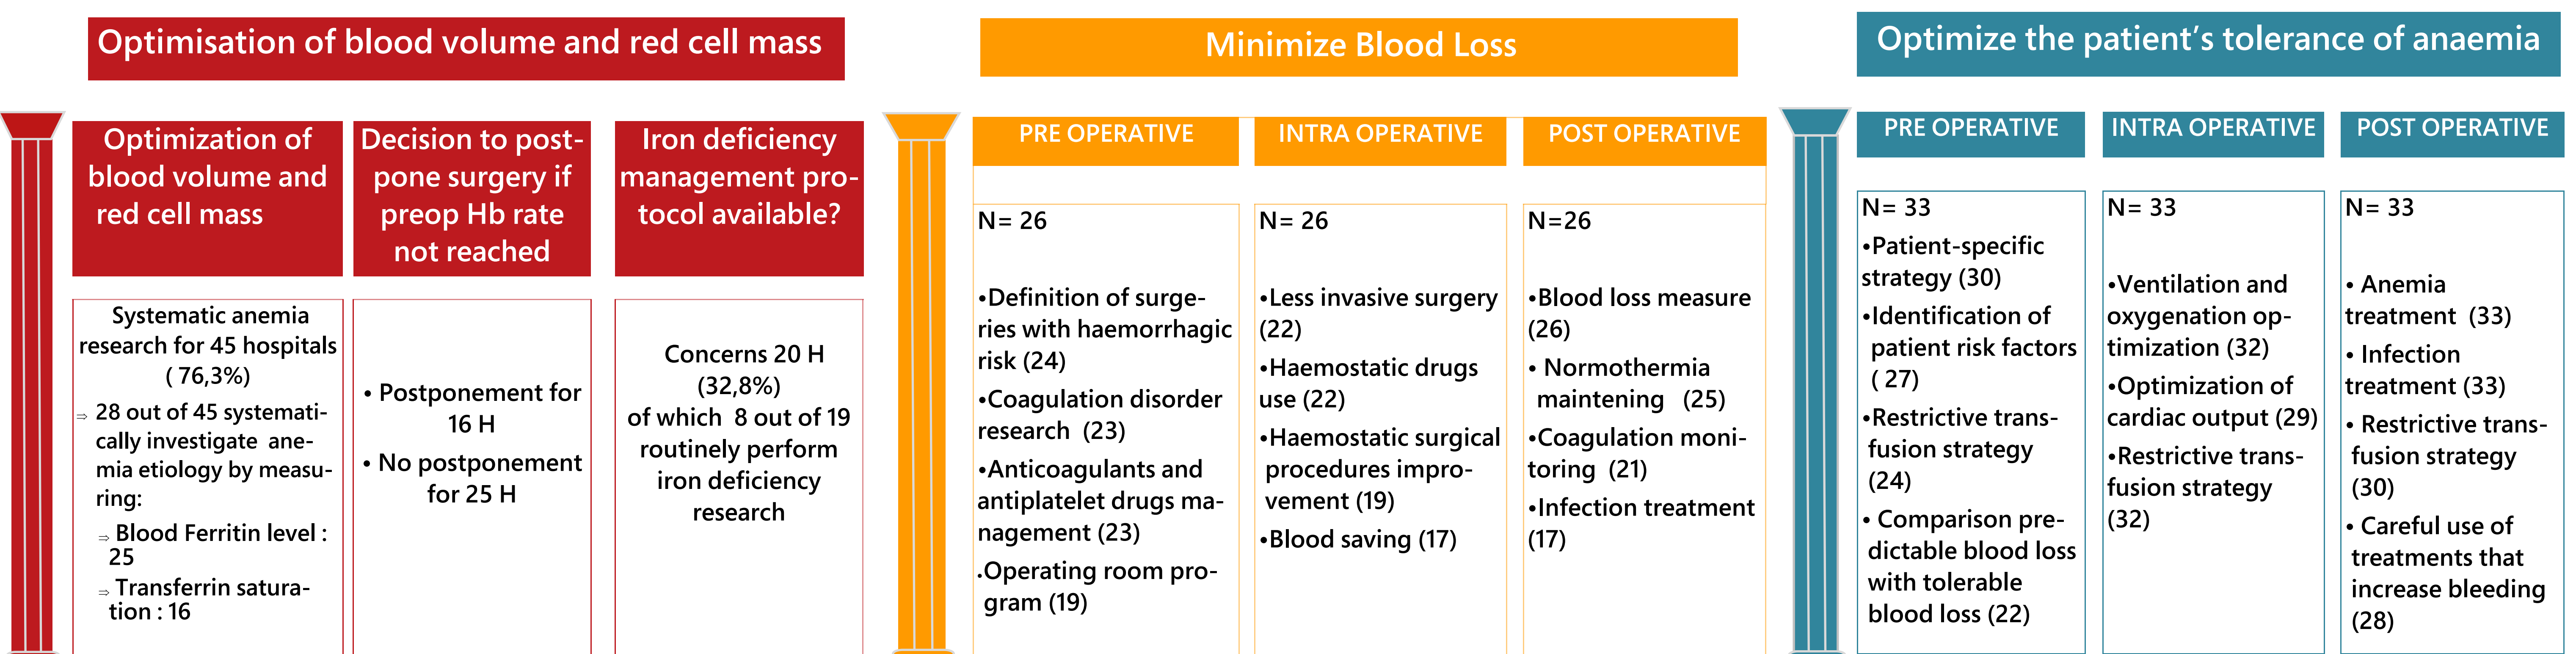 Optimisation of blood volume and red cell mass
Optimization of
blood volume and
red cell mass
Systematic anemia
research for 45 hospitals
( 76,3%)
⇒ 28 out of 45 systemati-
cally investigate ane-
mia etiology by measu-
ring:
⇒ Blood Ferritin level :
25
⇒ Transferrin satura-
tion : 16
Decision to post-
pone surgery if
preop Hb rate
not reached
• Postponement for
16 H
• No postponement
for 25 H
Iron deficiency
management pro-
tocol available?
Concerns 20 H
(32,8%)
of which 8 out of 19
routinely perform
iron deficiency
research
Minimize Blood Loss
PRE OPERATIVE
N= 26
•Definition of surge-
ries with haemorrhagic
risk (24)
•Coagulation disorder
research (23)
•Anticoagulants and
antiplatelet drugs ma-
nagement (23)
•Operating room pro-
gram (19)
INTRA OPERATIVE
N= 26
•Less invasive surgery
(22)
•Haemostatic drugs
use (22)
•Haemostatic surgical
procedures impro-
vement (19)
•Blood saving (17)
POST OPERATIVE
N=26
•Blood loss measure
(26)
• Normothermia
maintening (25)
•Coagulation moni-
toring (21)
•Infection treatment
(17)
Optimize the patient’s tolerance of anaemia
PRE OPERATIVE
N= 33
•Patient-specific
strategy (30)
•Identification of
patient risk factors
( 27)
•Restrictive trans-
fusion strategy
(24)
• Comparison pre-
dictable blood loss
with tolerable
blood loss (22)
INTRA OPERATIVE
N= 33
•Ventilation and
oxygenation op-
timization (32)
•Optimization of
cardiac output (29)
•Restrictive trans-
fusion strategy
(32)
POST OPERATIVE
N= 33
• Anemia
treatment (33)
• Infection
treatment (33)
• Restrictive trans-
fusion strategy
(30)
• Careful use of
treatments that
increase bleeding
(28)